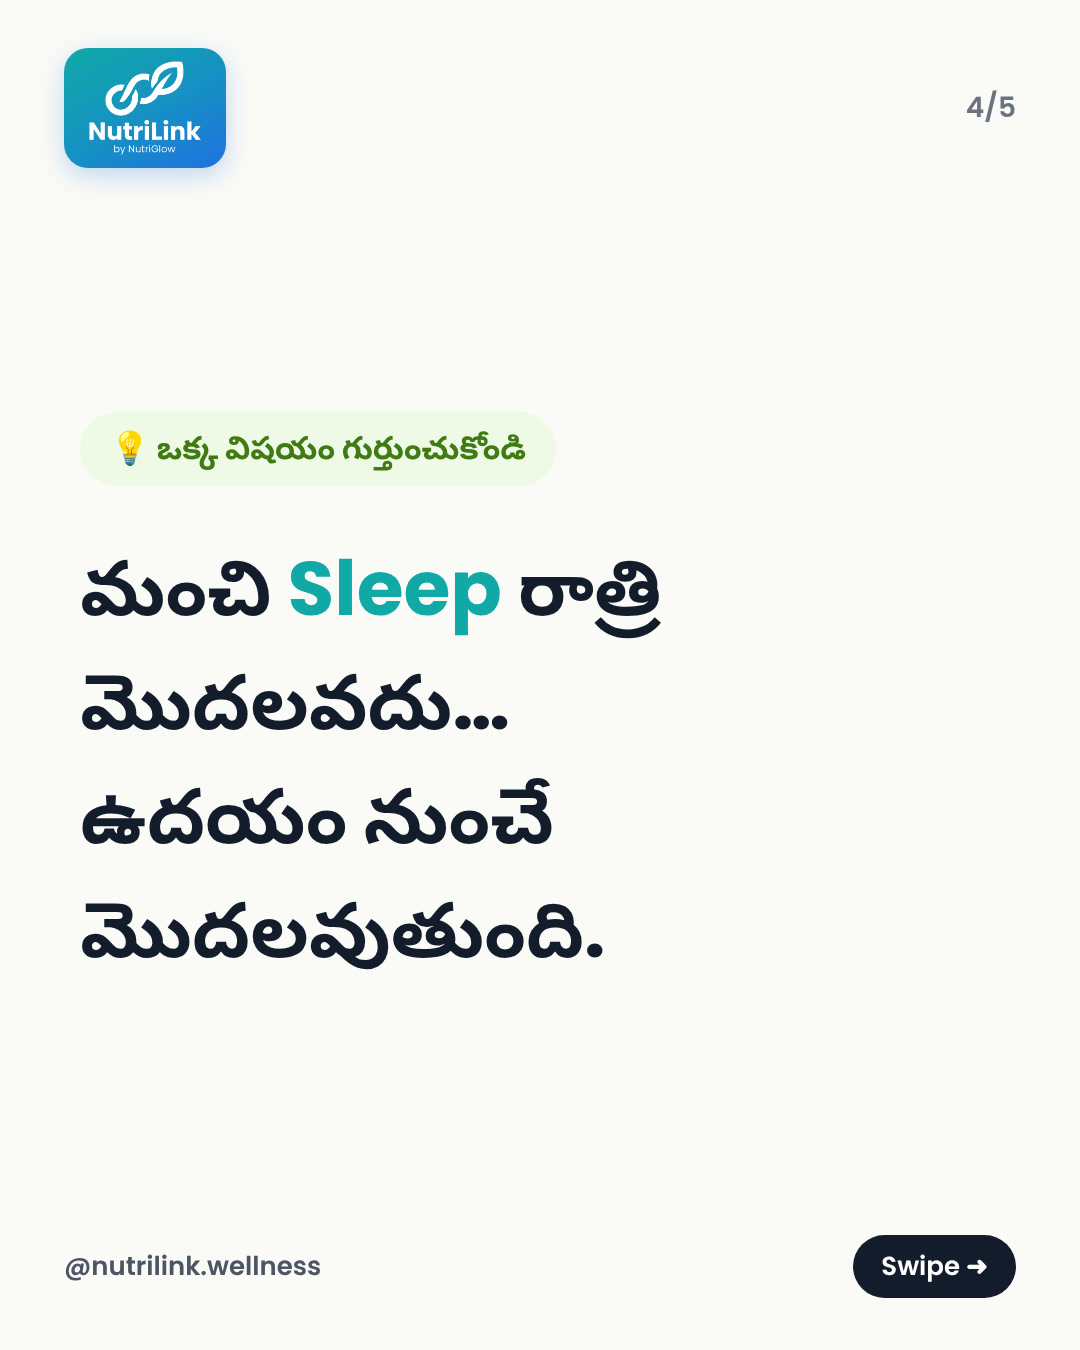 NutriLink
by NutriGlow
4/5
💡 ఒక్క విషయం గుర్తుంచుకోండి
మంచి Sleep రాత్రి
మొదలవదు...
ఉదయం నుంచే
మొదలవుతుంది.
@nutrilink.wellness
Swipe ➜